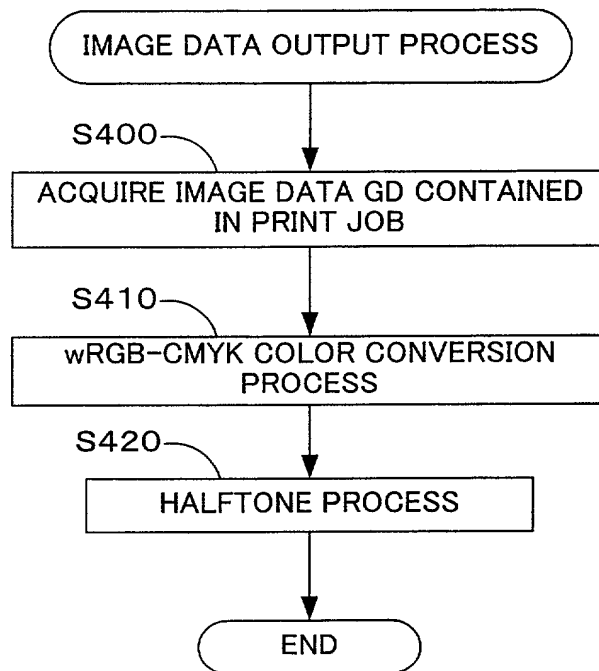 IMAGE DATA OUTPUT PROCESS
S400
ACQUIRE IMAGE DATA GD CONTAINED
IN PRINT JOB
S410
wRGB-CMYK COLOR CONVERSION
PROCESS
S420
HALFTONE PROCESS
END